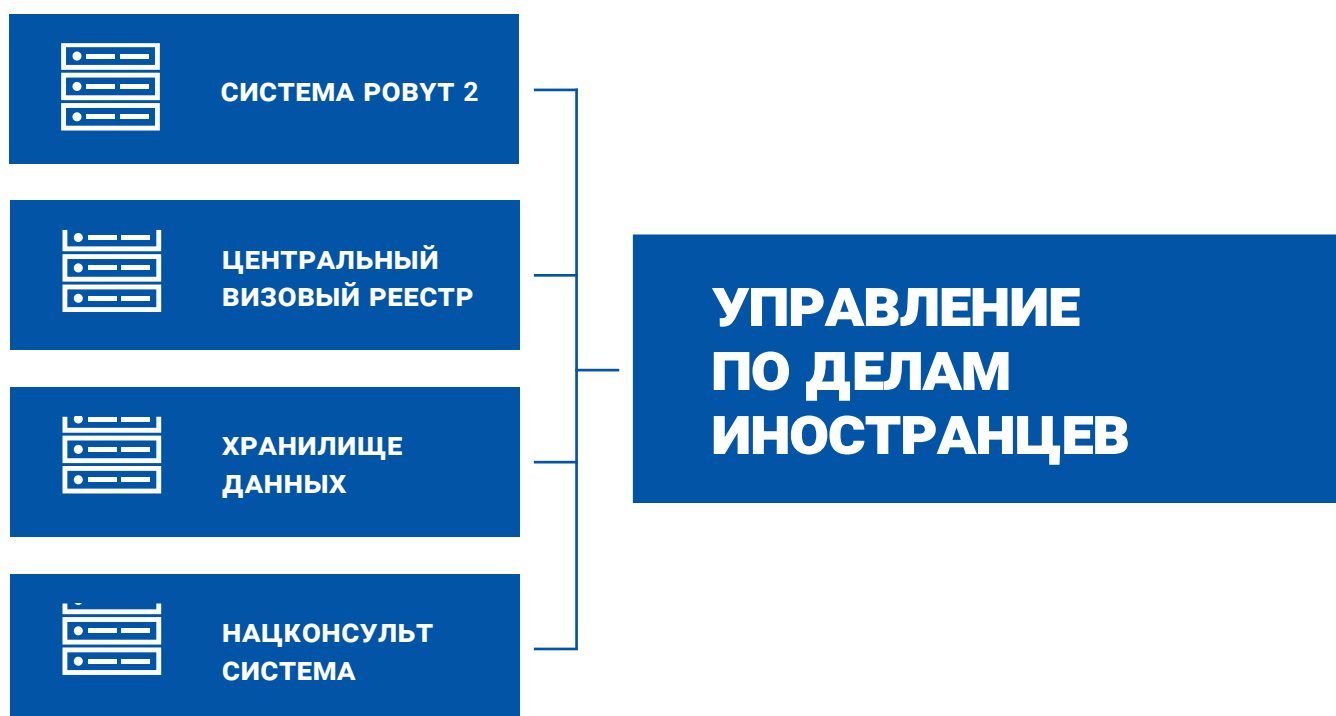 СИСТЕМА POBYT 2
ЦЕНТРАЛЬНЫЙ
ВИЗОВЫЙ РЕЕСТР
ХРАНИЛИЩЕ
ДАННЫХ
НАЦКОНСУЛЬТ
СИСТЕМА
УПРАВЛЕНИЕ
ПО ДЕЛАМ
ИНОСТРАНЦЕВ